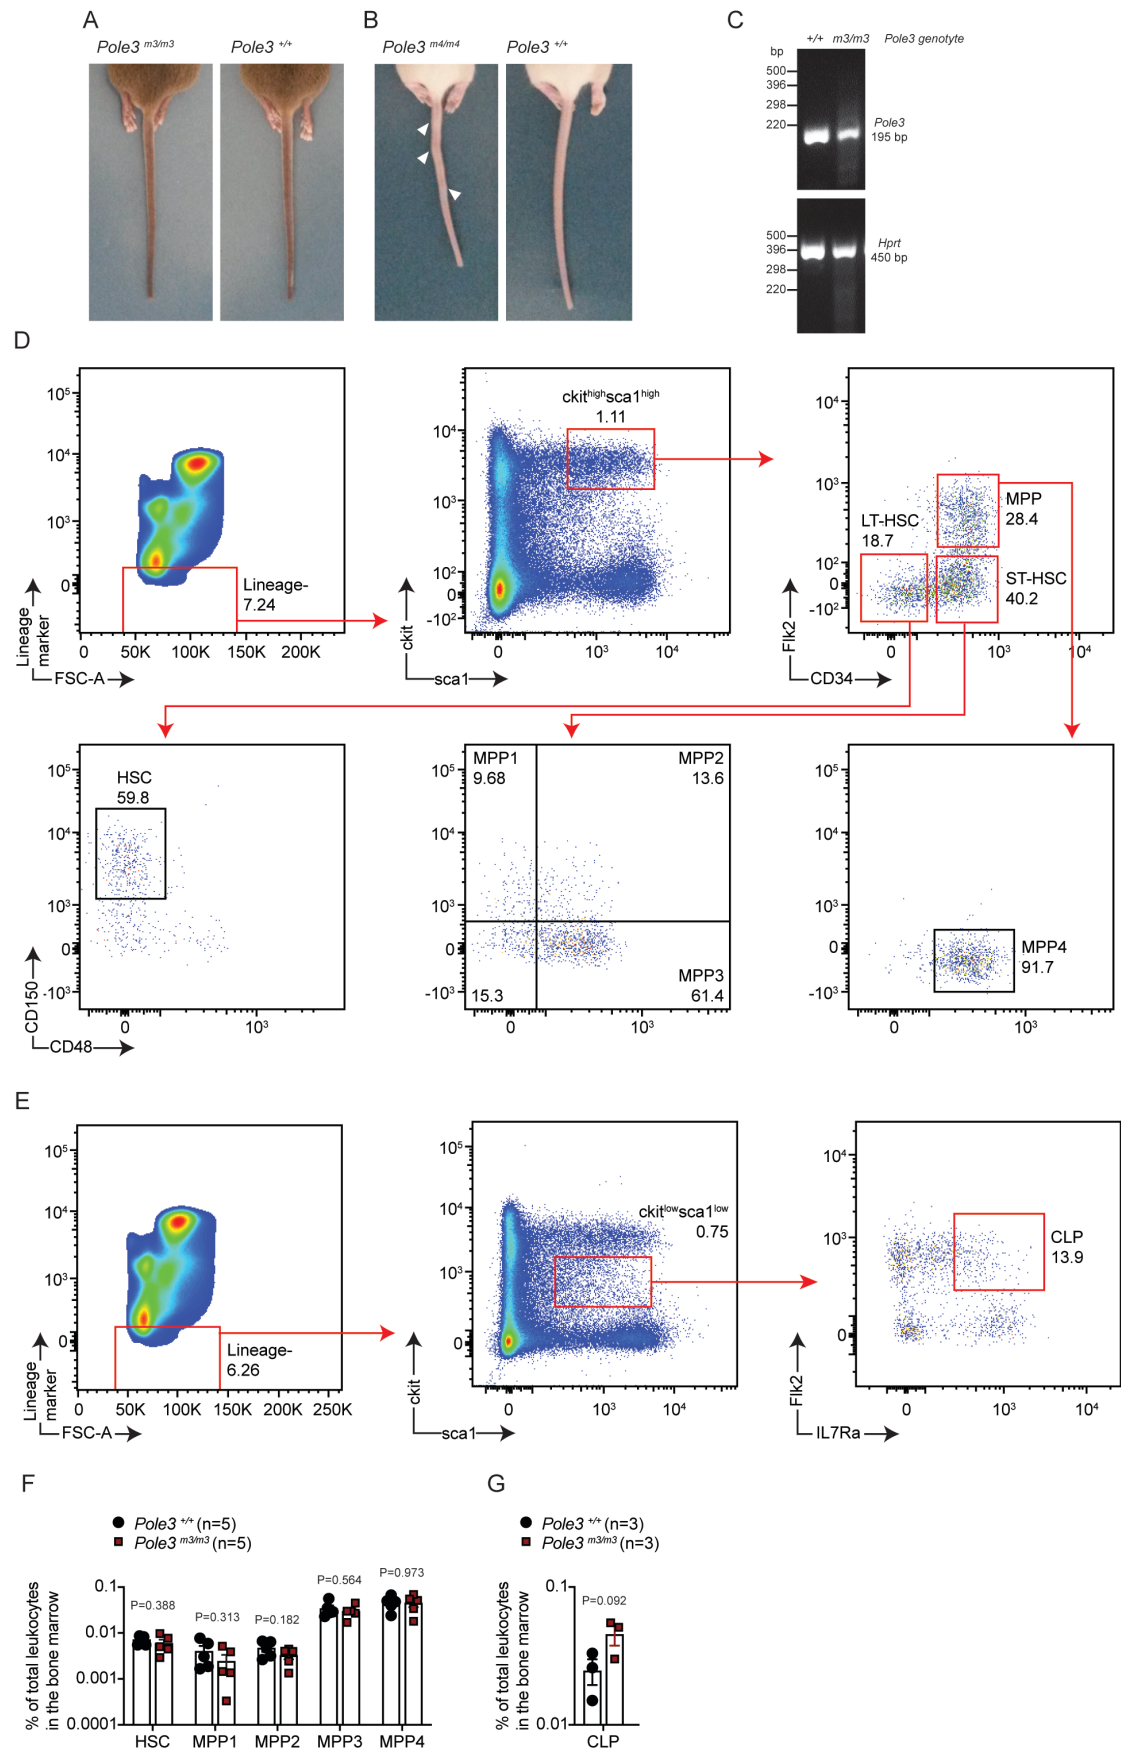 A
Pole3 m3/m3
Pole3 +/+
B
Pole3 m4/m4
Pole3 +/+
C
+/+ m3/m3 Pole3 genotyte
bp
500
396
298
220
Pole3
195 bp
500
396
298
220
Hprt
450 bp
D
10⁵
10⁴
10³
0
Lineage-
7.24
0 50K 100K 150K 200K
Lineage
marker
FSC-A
ckit^high sca1^high
1.11
10⁴
10³
10²
0
-10²
0 10³ 10⁴
ckit
sca1
10⁴
10³
10²
0
-10²
LT-HSC
18.7
MPP
28.4
ST-HSC
40.2
0 10³ 10⁴
Flk2
CD34
10⁵
10⁴
10³
0
-10³
HSC
59.8
0 10³
CD150
CD48
10⁵
10⁴
10³
0
-10³
MPP1
9.68
MPP2
13.6
MPP3
61.4
15.3
0 10³
10⁵
10⁴
10³
0
-10³
MPP4
91.7
0 10³
E
10⁵
10⁴
10³
0
Lineage-
6.26
0 50K 100K 150K 200K 250K
Lineage
marker
FSC-A
10⁵
10⁴
10³
0
ckit^low sca1^low
0.75
0 10³ 10⁴
ckit
sca1
10⁴
10³
0
CLP
13.9
0 10³ 10⁴
Flk2
IL7Ra
F
Pole3 +/+ (n=5)
Pole3 m3/m3 (n=5)
% of total leukocytes
in the bone marrow
0.1
0.01
0.001
0.0001
P=0.388
P=0.313
P=0.182
P=0.564
P=0.973
HSC MPP1 MPP2 MPP3 MPP4
G
Pole3 +/+ (n=3)
Pole3 m3/m3 (n=3)
% of total leukocytes
in the bone marrow
0.1
0.01
P=0.092
CLP